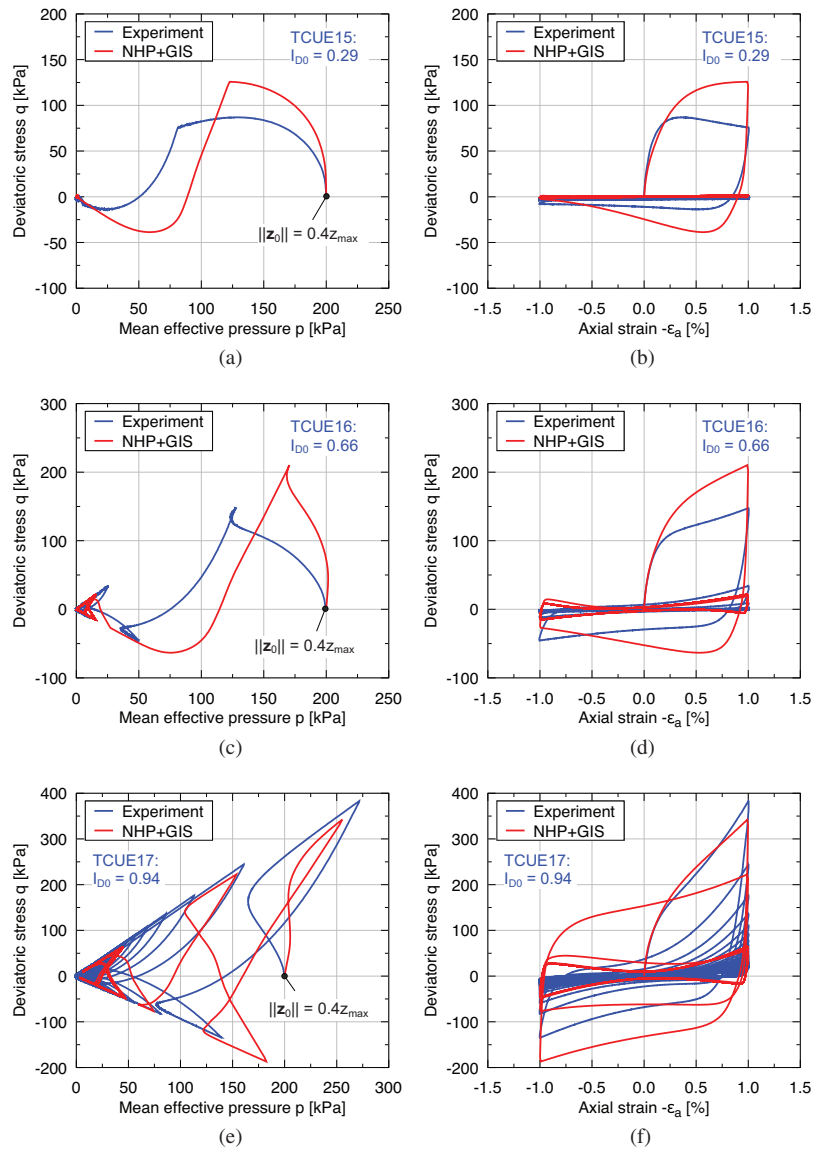 Experiment
NHP+GIS
TCUE15:
I_D0 = 0.29
||z₀|| = 0.4z_max
Deviatoric stress q [kPa]
200
150
100
50
0
-50
-100
0
50
100
150
200
250
Mean effective pressure p [kPa]
(a)
Experiment
NHP+GIS
TCUE15:
I_D0 = 0.29
Deviatoric stress q [kPa]
200
150
100
50
0
-50
-100
-1.5
-1.0
-0.5
0.0
0.5
1.0
1.5
Axial strain -ε_a [%]
(b)
Experiment
NHP+GIS
TCUE16:
I_D0 = 0.66
||z₀|| = 0.4z_max
Deviatoric stress q [kPa]
300
200
100
0
-100
0
50
100
150
200
250
Mean effective pressure p [kPa]
(c)
Experiment
NHP+GIS
TCUE16:
I_D0 = 0.66
Deviatoric stress q [kPa]
300
200
100
0
-100
-1.5
-1.0
-0.5
0.0
0.5
1.0
1.5
Axial strain -ε_a [%]
(d)
Experiment
NHP+GIS
TCUE17:
I_D0 = 0.94
||z₀|| = 0.4z_max
Deviatoric stress q [kPa]
400
300
200
100
0
-100
-200
0
50
100
150
200
250
300
Mean effective pressure p [kPa]
(e)
Experiment
NHP+GIS
TCUE17:
I_D0 = 0.94
Deviatoric stress q [kPa]
400
300
200
100
0
-100
-200
-1.5
-1.0
-0.5
0.0
0.5
1.0
1.5
Axial strain -ε_a [%]
(f)